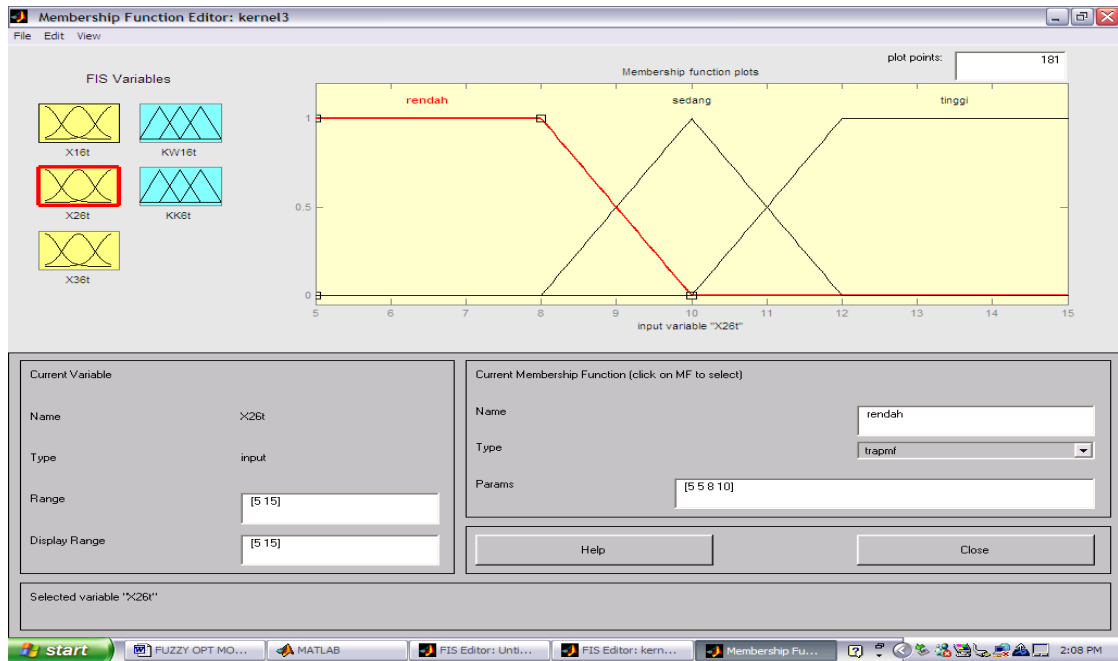 Membership Function Editor: kernel3
File Edit View
FIS Variables
plot points: 181
Membership function plots
rendah sedang tinggi
1
0.5
0
5 6 7 8 9 10 11 12 13 14 15
input variable "X26t"
X16t KW16t
X26t KK6t
X36t
Current Variable
Name X26t
Type input
Range [5 15]
Display Range [5 15]
Current Membership Function (click on MF to select)
Name rendah
Type trapmf
Params [5 5 8 10]
Help Close
Selected variable "X26t"
start FUZZY OPT MO... MATLAB FIS Editor: Unti... FIS Editor: kern... Membership Fu... 2:08 PM